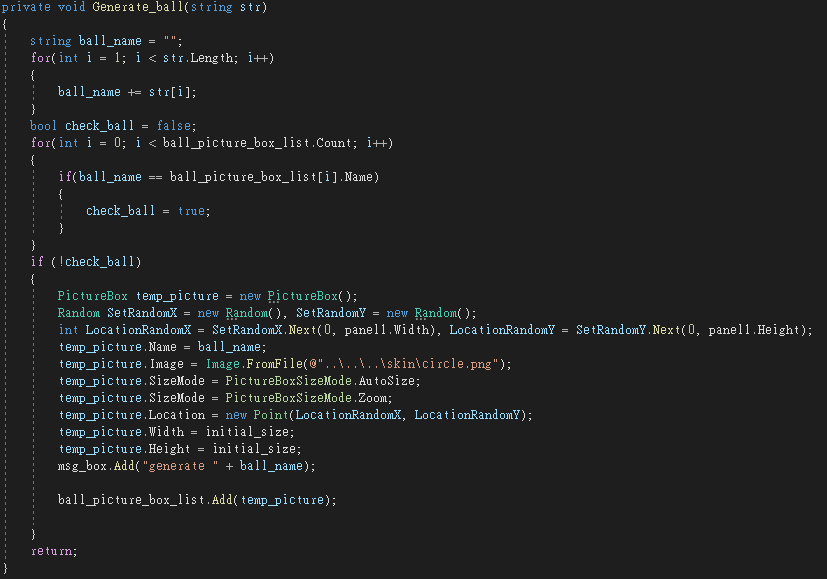 private void Generate_ball(string str)
{
string ball_name = "";
for(int i = 1; i < str.Length; i++)
{
ball_name += str[i];
}
bool check_ball = false;
for(int i = 0; i < ball_picture_box_list.Count; i++)
{
if(ball_name == ball_picture_box_list[i].Name)
{
check_ball = true;
}
}
if (!check_ball)
{
PictureBox temp_picture = new PictureBox();
Random SetRandomX = new Random(), SetRandomY = new Random();
int LocationRandomX = SetRandomX.Next(0, panel1.Width), LocationRandomY = SetRandomY.Next(0, panel1.Height);
temp_picture.Name = ball_name;
temp_picture.Image = Image.FromFile(@"..\..\..\skin\circle.png");
temp_picture.SizeMode = PictureBoxSizeMode.AutoSize;
temp_picture.SizeMode = PictureBoxSizeMode.Zoom;
temp_picture.Location = new Point(LocationRandomX, LocationRandomY);
temp_picture.Width = initial_size;
temp_picture.Height = initial_size;
msg_box.Add("generate " + ball_name);
ball_picture_box_list.Add(temp_picture);
}
return;
}